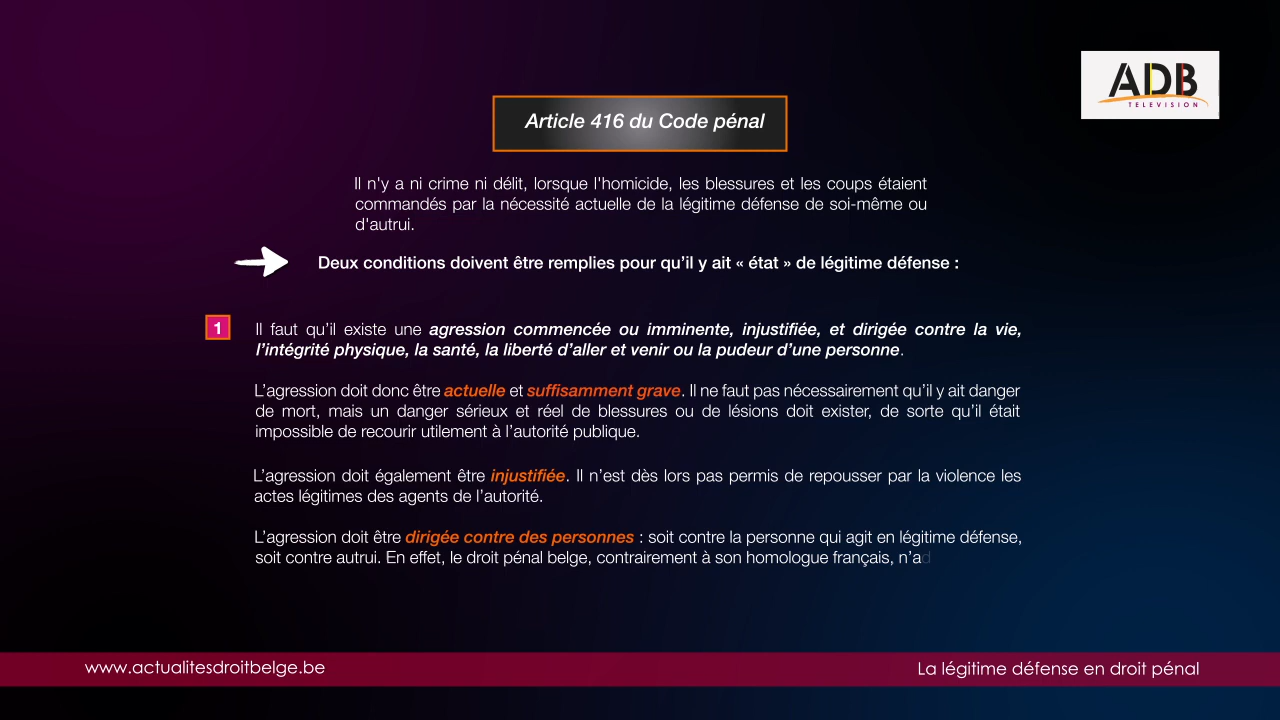 ADB
TELEVISION
Article 416 du Code pénal
Il n'y a ni crime ni délit, lorsque l'homicide, les blessures et les coups étaient
commandés par la nécessité actuelle de la légitime défense de soi-même ou
d'autrui.
Deux conditions doivent être remplies pour qu’il y ait « état » de légitime défense :
1
Il faut qu’il existe une agression commencée ou imminente, injustifiée, et dirigée contre la vie,
l’intégrité physique, la santé, la liberté d’aller et venir ou la pudeur d’une personne.
L’agression doit donc être actuelle et suffisamment grave. Il ne faut pas nécessairement qu’il y ait danger
de mort, mais un danger sérieux et réel de blessures ou de lésions doit exister, de sorte qu’il était
impossible de recourir utilement à l’autorité publique.
L’agression doit également être injustifiée. Il n’est dès lors pas permis de repousser par la violence les
actes légitimes des agents de l’autorité.
L’agression doit être dirigée contre des personnes : soit contre la personne qui agit en légitime défense,
soit contre autrui. En effet, le droit pénal belge, contrairement à son homologue français, n’ad
www.actualitesdroitbelge.be
La légitime défense en droit pénal